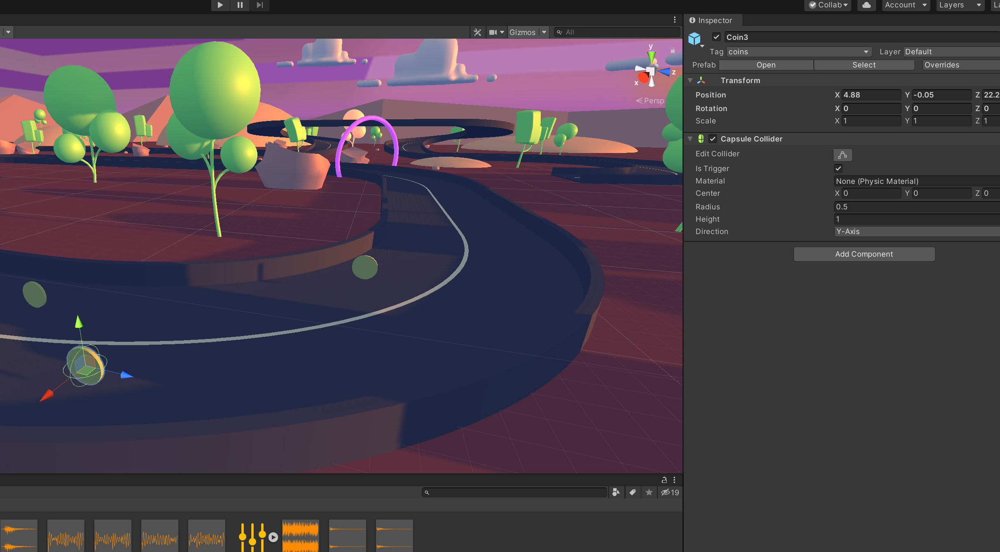 Collab
Account
Layers
Inspector
Gizmos
All
Coin3
Tag coins Layer Default
Prefab Open Select Overrides
Transform
Position X 4.88 Y -0.05 Z 22.2
Rotation X 0 Y 0 Z 0
Scale X 1 Y 1 Z 1
Capsule Collider
Edit Collider
Is Trigger
Material None (Physic Material)
Center X 0 Y 0 Z 0
Radius 0.5
Height 1
Direction Y-Axis
Add Component
y
z
x
Persp
19